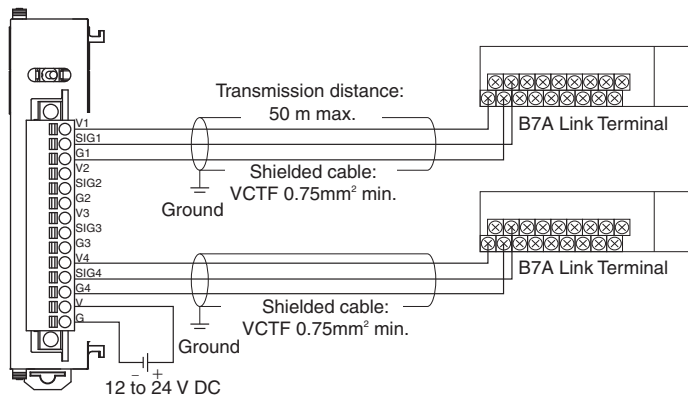 Transmission distance:
50 m max.
B7A Link Terminal
V1
SIG1
G1
V2
SIG2
G2
V3
SIG3
G3
V4
SIG4
G4
V
G
Shielded cable:
VCTF 0.75mm² min.
Ground
B7A Link Terminal
Shielded cable:
VCTF 0.75mm² min.
Ground
− +
12 to 24 V DC